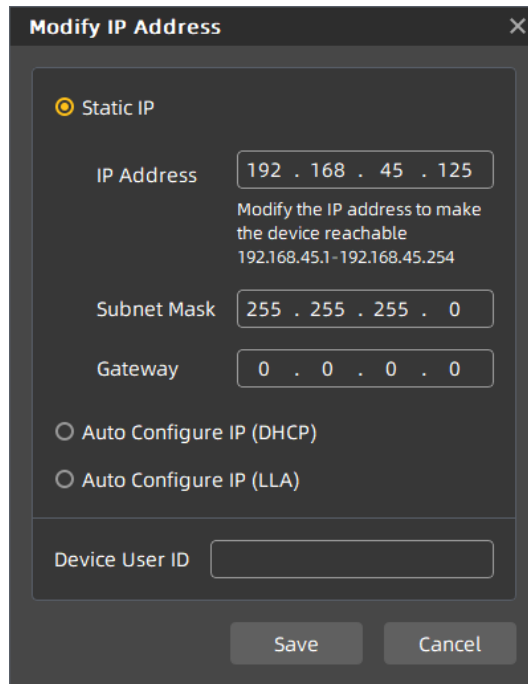 Modify IP Address
Static IP
IP Address 192 . 168 . 45 . 125
Modify the IP address to make
the device reachable
192.168.45.1-192.168.45.254
Subnet Mask 255 . 255 . 255 . 0
Gateway 0 . 0 . 0 . 0
Auto Configure IP (DHCP)
Auto Configure IP (LLA)
Device User ID
Save Cancel